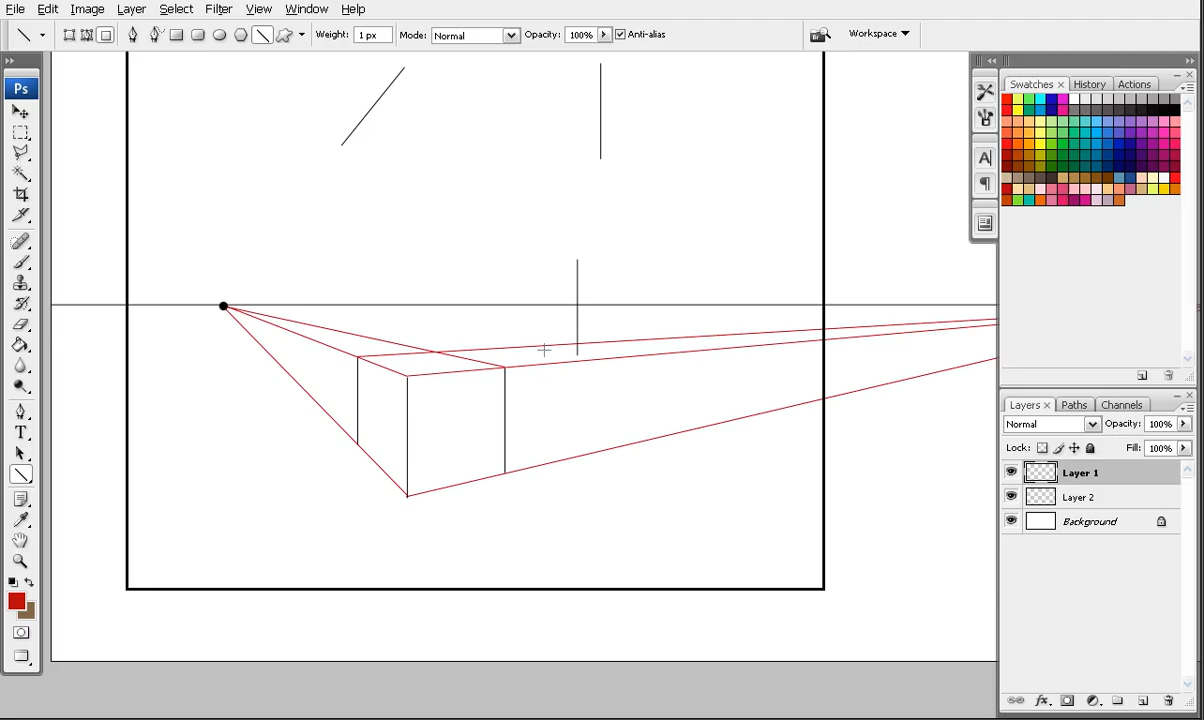 File Edit Image Layer Select Filter View Window Help
Weight: 1 px Mode: Normal Opacity: 100% Anti-alias Workspace
Ps
Swatches × History Actions
A
T
Layers × Paths Channels
Normal Opacity: 100%
Lock: Fill: 100%
Layer 1
Layer 2
Background
fx